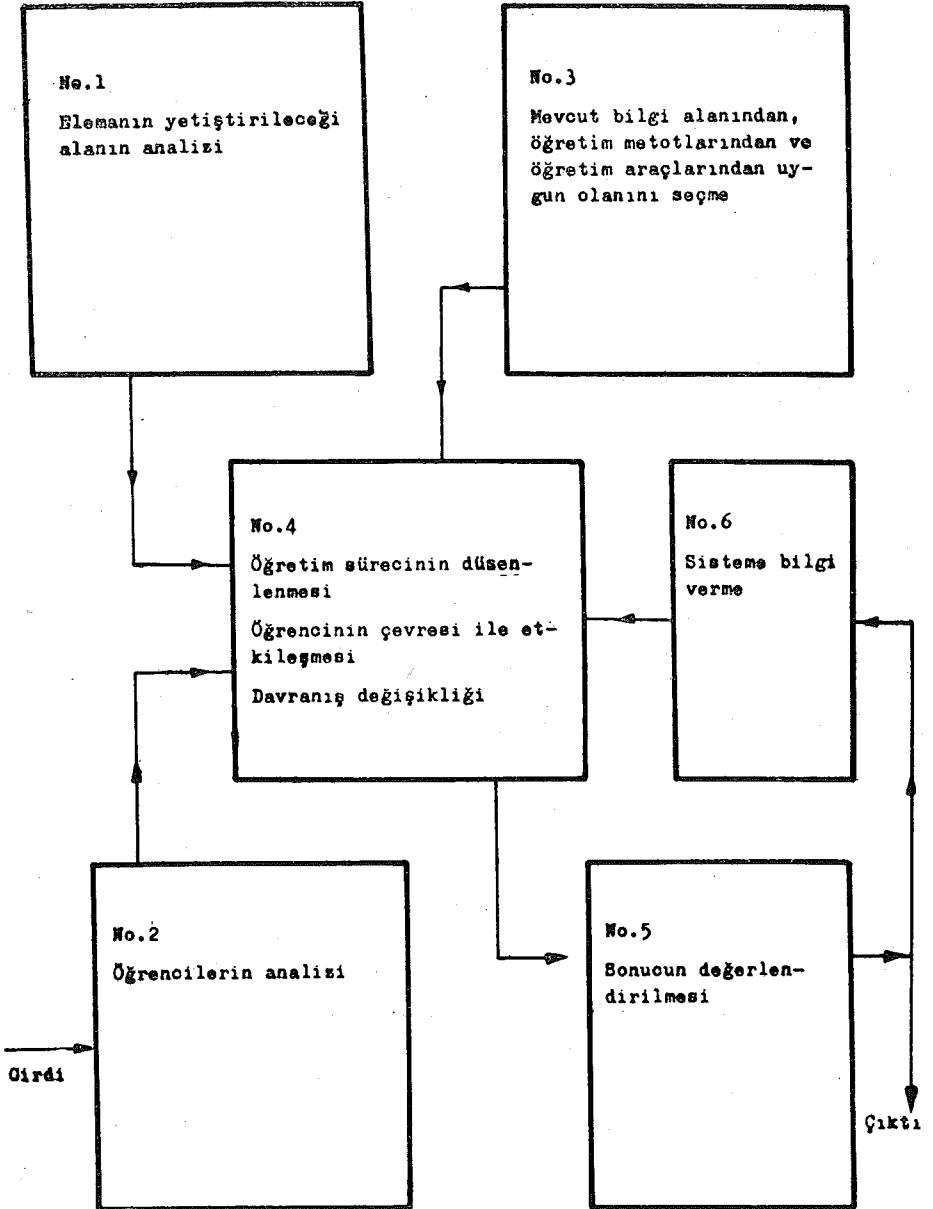 No.1
Elemanın yetiştirileceği
alanın analizi
No.3
Mevcut bilgi alanından,
öğretim metotlarından ve
öğretim araçlarından uy-
gun olanını seçme
No.4
Öğretim sürecinin düsen-
lenmesi
Öğrencinin çevresi ile et-
kileşmesi
Davranış değişikliği
No.6
Sisteme bilgi
verme
No.2
Öğrencilerin analizi
No.5
Sonucun değerlen-
dirilmesi
Girdi
Çıktı